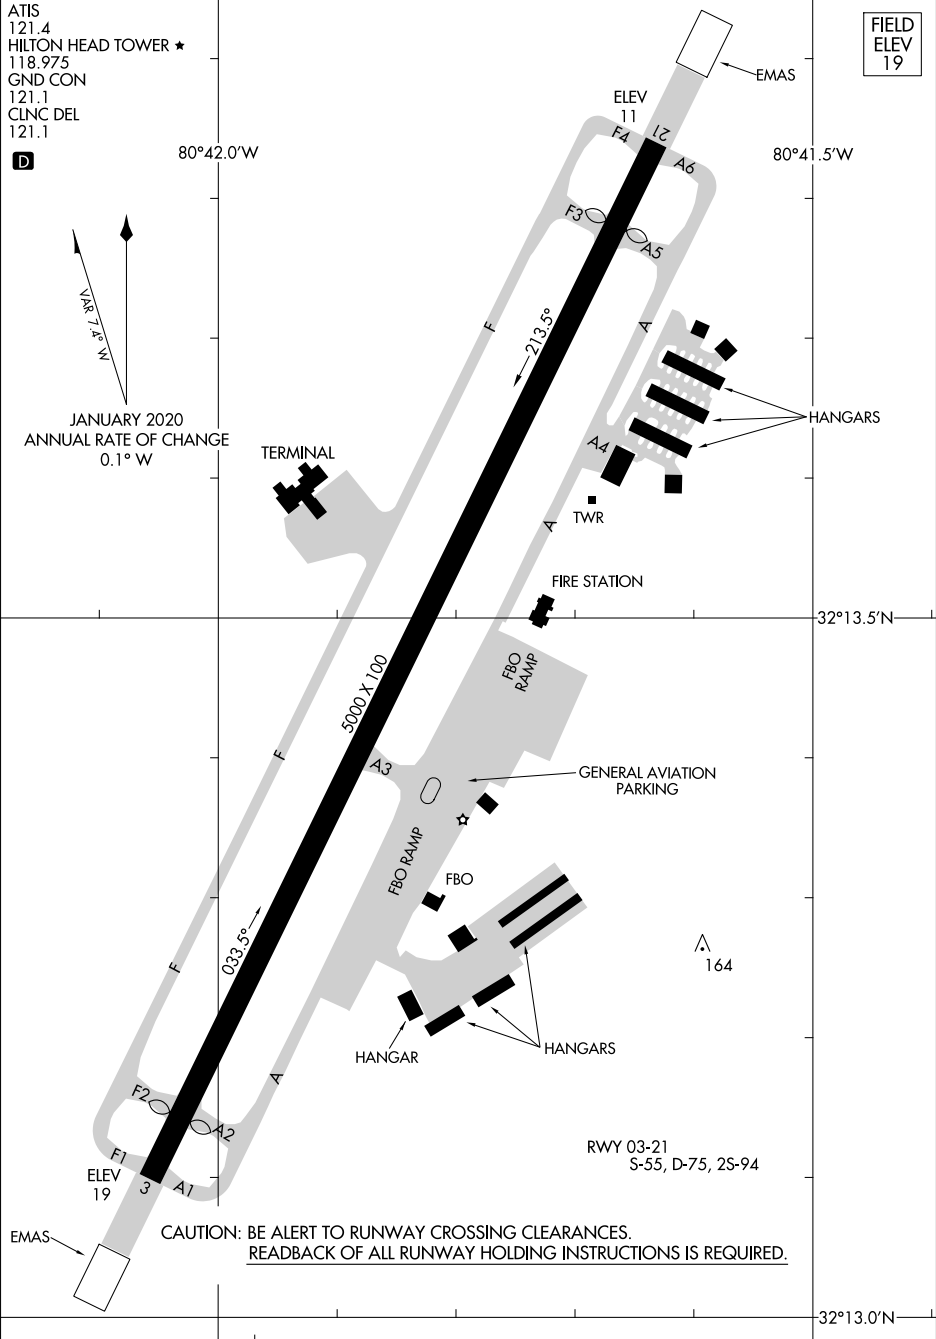 ATIS
121.4
HILTON HEAD TOWER ★
118.975
GND CON
121.1
CLNC DEL
121.1
D
FIELD
ELEV
19
EMAS
ELEV
11
21
F4
A6
80°42.0'W
80°41.5'W
F3
A5
VAR 7.4° W
JANUARY 2020
ANNUAL RATE OF CHANGE
0.1° W
F
A
213.5°
HANGARS
A4
TERMINAL
TWR
A
FIRE STATION
32°13.5'N
FBO
RAMP
5000 X 100
F
A3
GENERAL AVIATION
PARKING
FBO RAMP
FBO
033.5°
F
164
HANGAR
HANGARS
A
F2
A2
F1
A1
3
ELEV
19
RWY 03-21
S-55, D-75, 2S-94
EMAS
CAUTION: BE ALERT TO RUNWAY CROSSING CLEARANCES.
READBACK OF ALL RUNWAY HOLDING INSTRUCTIONS IS REQUIRED.
32°13.0'N